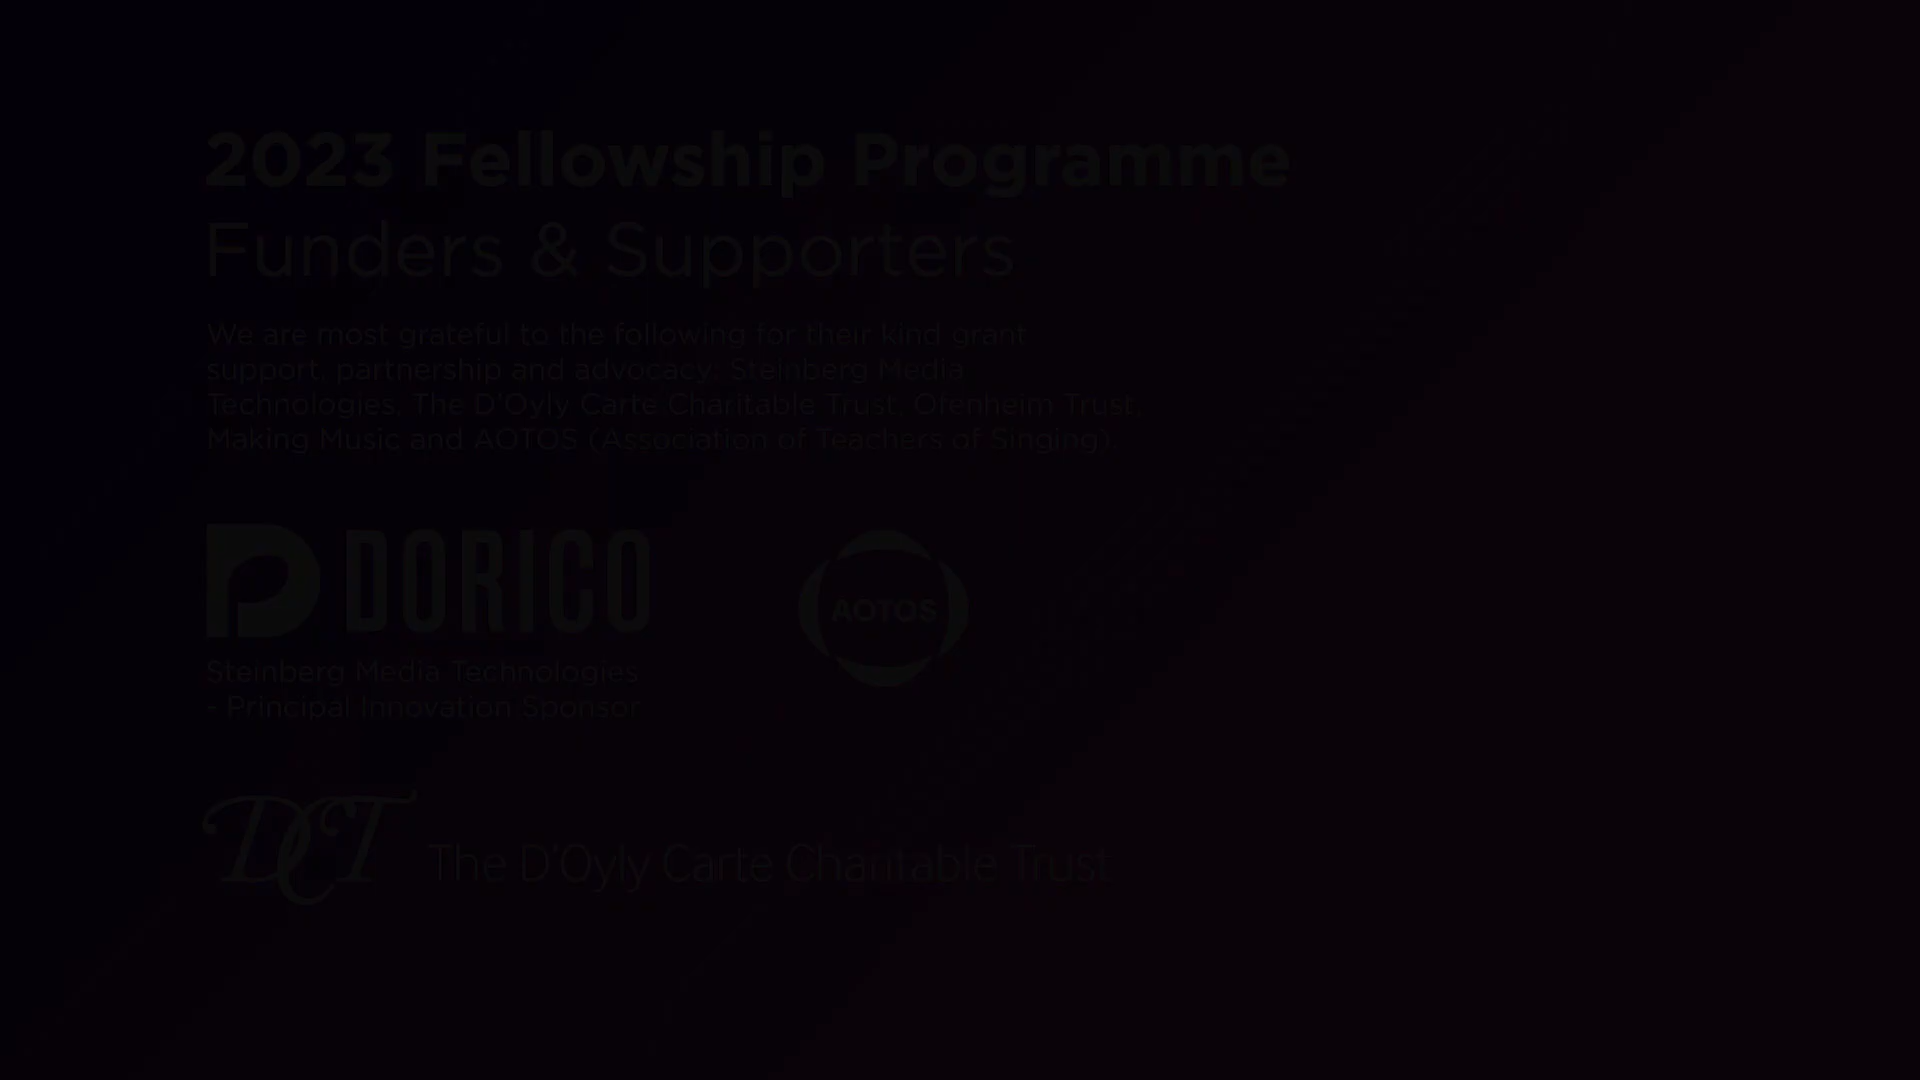 2023 Fellowship Programme
Funders & Supporters
We are most grateful to the following for their kind grant
support, partnership and advocacy: Steinberg Media
Technologies, The D'Oyly Carte Charitable Trust, Ofenheim Trust,
Making Music and AOTOS (Association of Teachers of Singing)
DORICO
AOTOS
Steinberg Media Technologies
- Principal Innovation Sponsor
DCT
The D'Oyly Carte Charitable Trust